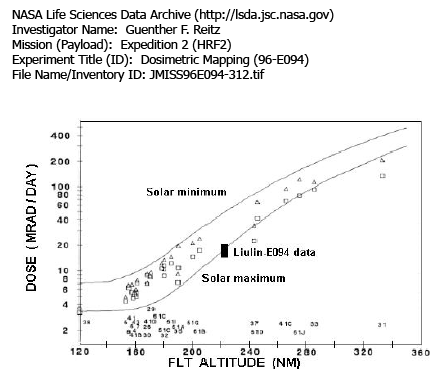 NASA Life Sciences Data Archive (http://lsda.jsc.nasa.gov)
Investigator Name: Guenther F. Reitz
Mission (Payload): Expedition 2 (HRF2)
Experiment Title (ID): Dosimetric Mapping (96-E094)
File Name/Inventory ID: JMISS96E094-312.tif
DOSE (MRAD/DAY)
400
200
100
80
60
40
20
10
8
6
4
2
Solar minimum
Liulin-E094 data
Solar maximum
120 160 200 240 280 320 360
FLT ALTITUDE (NM)